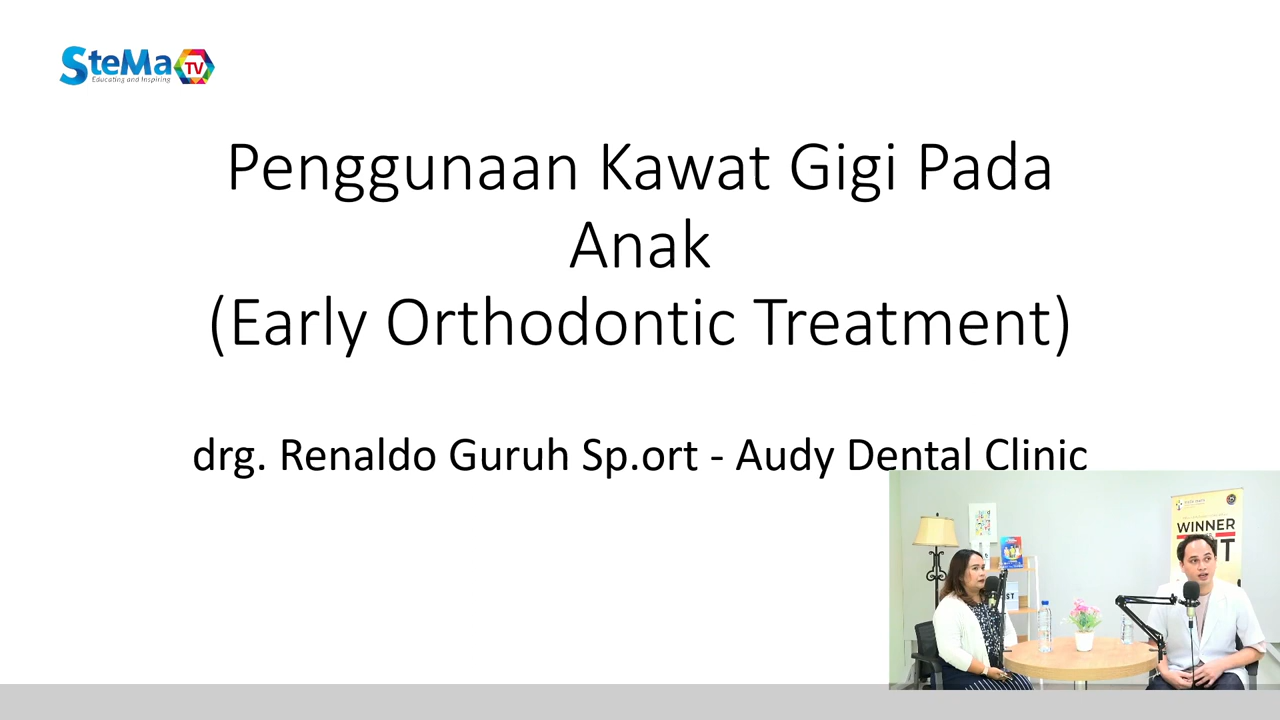 SteMa TV
Educating and Inspiring
Penggunaan Kawat Gigi Pada
Anak
(Early Orthodontic Treatment)
drg. Renaldo Guruh Sp.ort - Audy Dental Clinic
WINNER